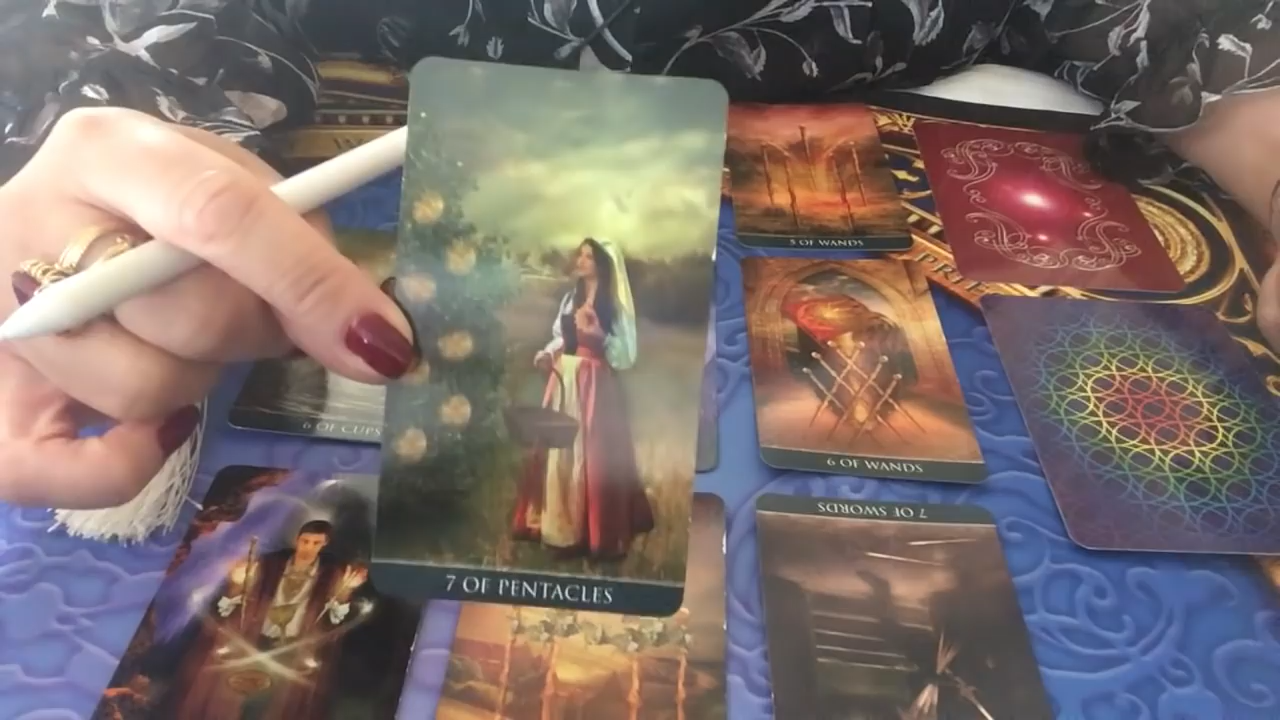 5 OF WANDS
6 OF CUPS
6 OF WANDS
7 OF SWORDS
7 OF PENTACLES